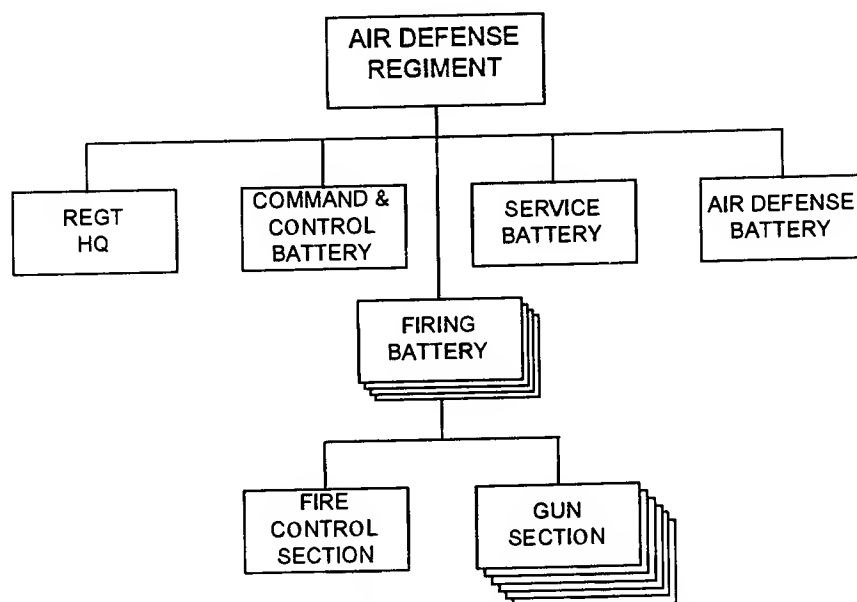 AIR DEFENSE
REGIMENT
REGT
HQ
COMMAND &
CONTROL
BATTERY
SERVICE
BATTERY
AIR DEFENSE
BATTERY
FIRING
BATTERY
FIRE
CONTROL
SECTION
GUN
SECTION